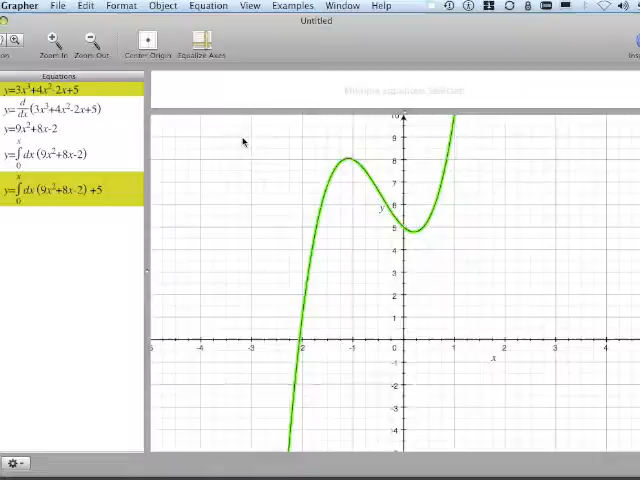 Grapher File Edit Format Object Equation View Examples Window Help
Untitled
Zoom In Zoom Out Center Origin Equalize Axes
Equations
Multiple equations selected
y=3x³+4x²-2x+5
y=d/dx(3x³+4x²-2x+5)
y=9x²+8x-2
y=∫₀ˣdx(9x²+8x-2)
y=∫₀ˣdx(9x²+8x-2)+5
10
9
8
7
y
6
5
4
3
2
1
-4 -3 -2 -1 0 1 2 3 4
x
-1
-2
-3
-4